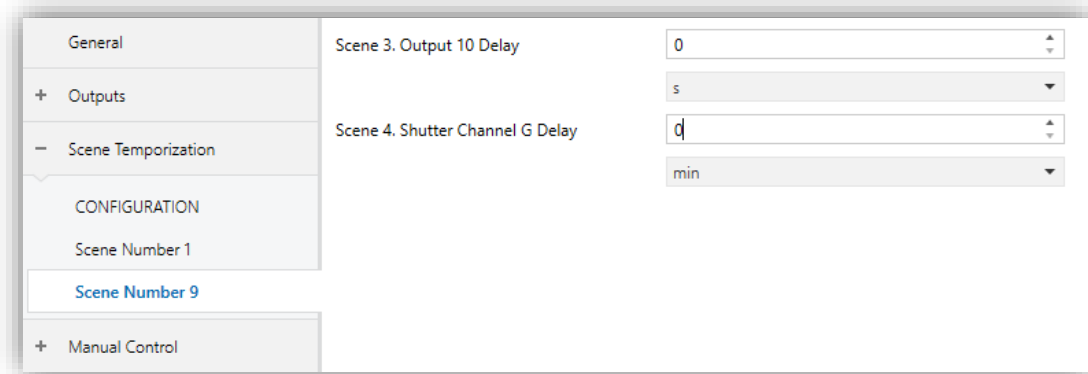 General
+ Outputs
− Scene Temporization
CONFIGURATION
Scene Number 1
Scene Number 9
+ Manual Control
Scene 3. Output 10 Delay 0
s
Scene 4. Shutter Channel G Delay 0
min